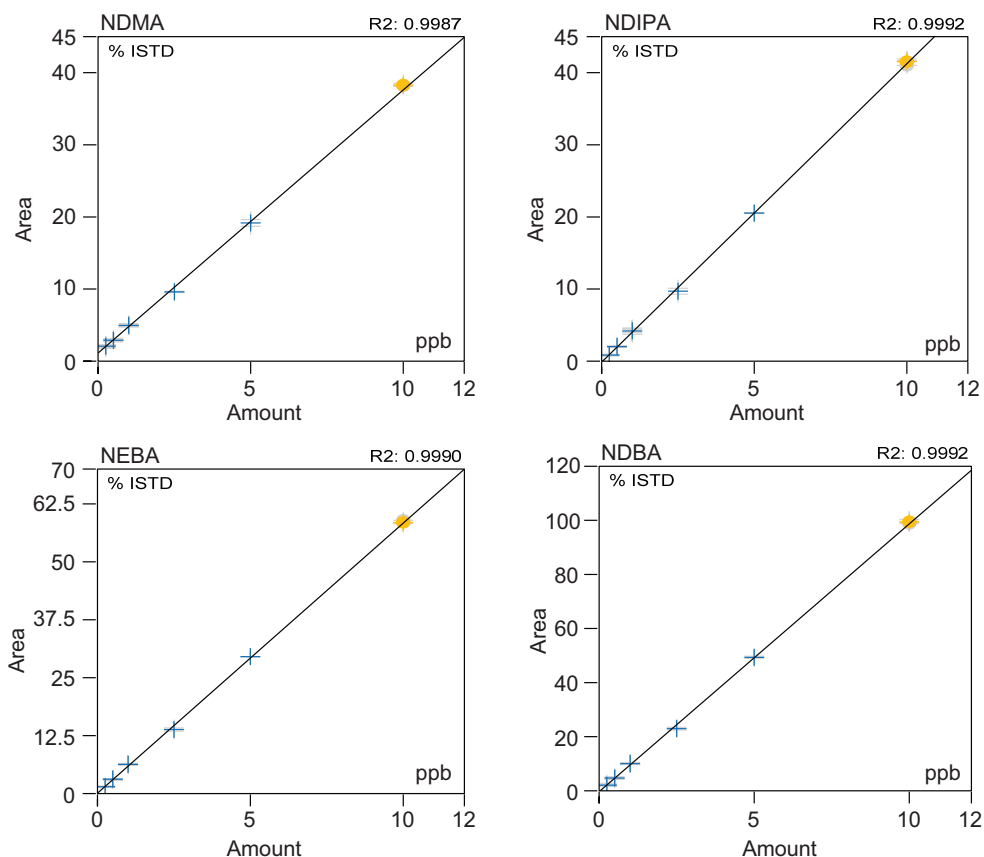 NDMA R2: 0.9987
% ISTD
45
40
30
20
10
0
Area
ppb
0 5 10 12
Amount
NDIPA R2: 0.9992
% ISTD
45
40
30
20
10
0
Area
ppb
0 5 10 12
Amount
NEBA R2: 0.9990
% ISTD
70
62.5
50
37.5
25
12.5
0
Area
ppb
0 5 10 12
Amount
NDBA R2: 0.9992
% ISTD
120
100
80
60
40
20
0
Area
ppb
0 5 10 12
Amount